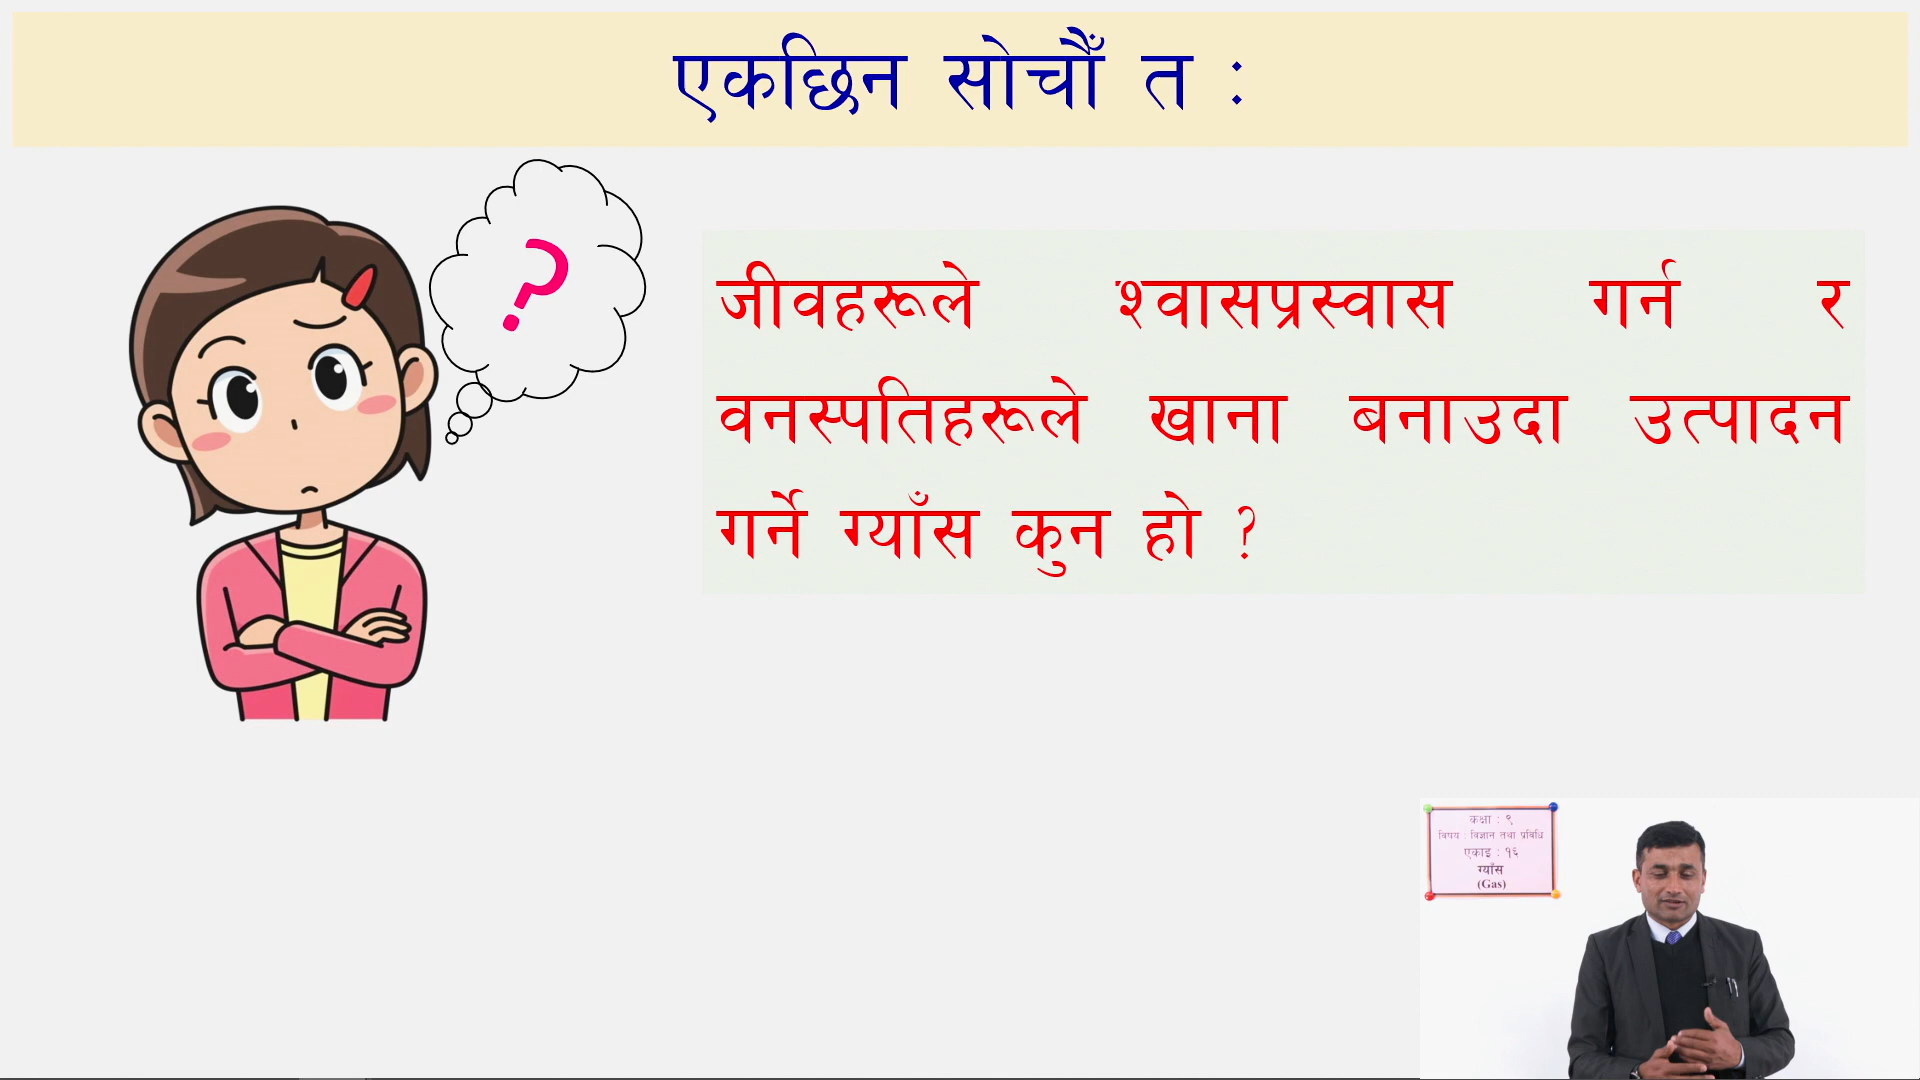 एकछिन सोचौँ त :
?
जीवहरूले श्वासप्रस्वास गर्न र
वनस्पतिहरूले खाना बनाउदा उत्पादन
गर्ने ग्याँस कुन हो ?
कक्षा : ९
विषय : विज्ञान तथा प्रविधि
एकाइ : १६
ग्याँस
(Gas)